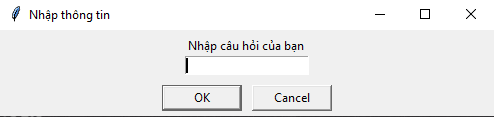 Nhập thông tin
Nhập câu hỏi của bạn
OK Cancel